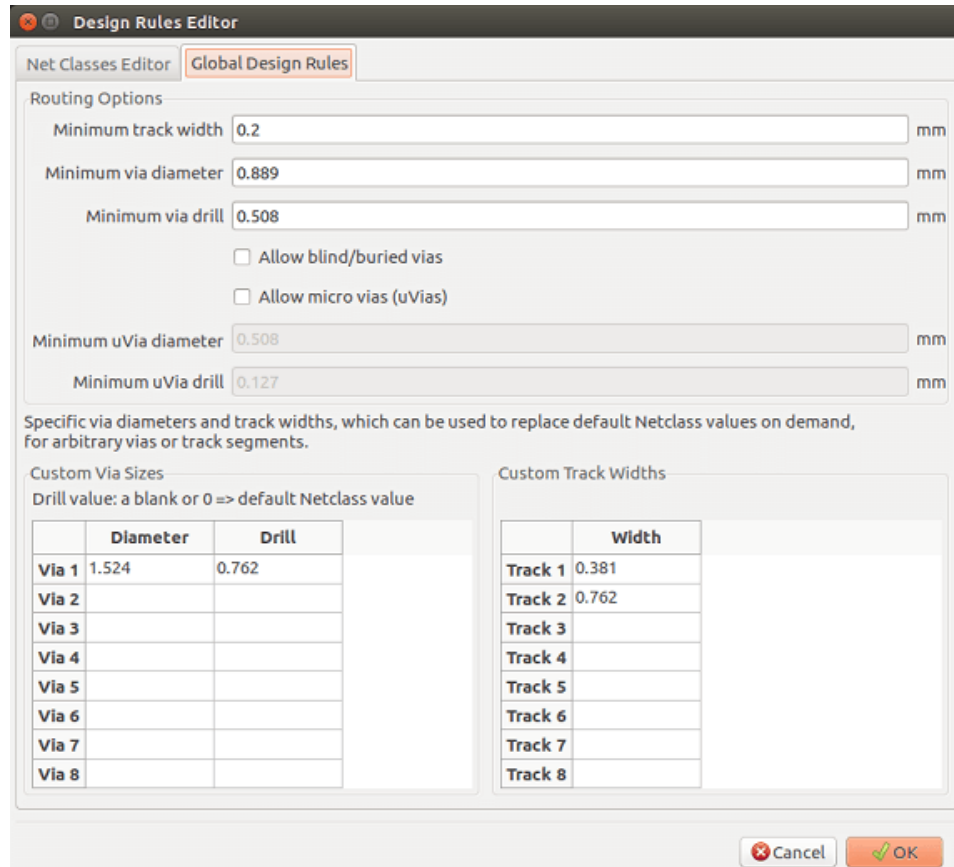 Design Rules Editor
Net Classes Editor Global Design Rules
Routing Options
Minimum track width 0.2 mm
Minimum via diameter 0.889 mm
Minimum via drill 0.508 mm
Allow blind/buried vias
Allow micro vias (uVias)
Minimum uVia diameter 0.508 mm
Minimum uVia drill 0.127 mm
Specific via diameters and track widths, which can be used to replace default Netclass values on demand,
for arbitrary vias or track segments.
Custom Via Sizes
Drill value: a blank or 0 => default Netclass value
Diameter Drill
Via 1 1.524 0.762
Via 2
Via 3
Via 4
Via 5
Via 6
Via 7
Via 8
Custom Track Widths
Width
Track 1 0.381
Track 2 0.762
Track 3
Track 4
Track 5
Track 6
Track 7
Track 8
Cancel OK